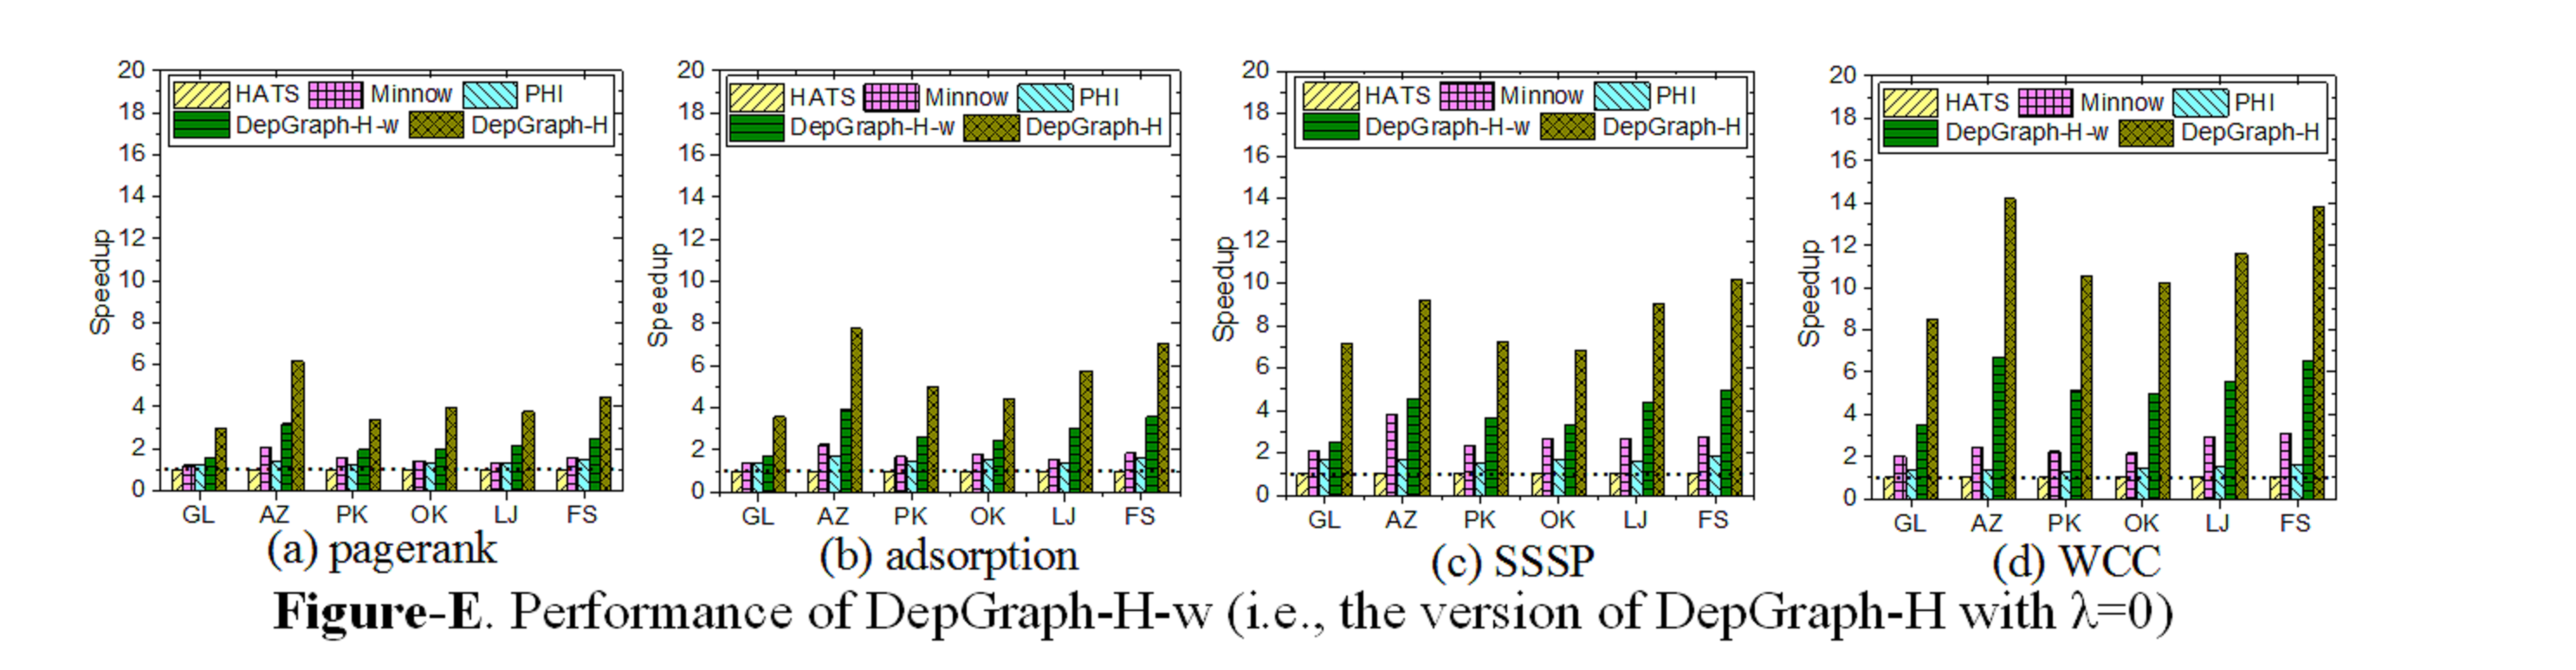 20
18
16
14
12
10
8
6
4
2
0
Speedup
HATS Minnow PHI
DepGraph-H-w DepGraph-H
GL AZ PK OK LJ FS
(a) pagerank
20
18
16
14
12
10
8
6
4
2
0
Speedup
HATS Minnow PHI
DepGraph-H-w DepGraph-H
GL AZ PK OK LJ FS
(b) adsorption
20
18
16
14
12
10
8
6
4
2
0
Speedup
HATS Minnow PHI
DepGraph-H-w DepGraph-H
GL AZ PK OK LJ FS
(c) SSSP
20
18
16
14
12
10
8
6
4
2
0
Speedup
HATS Minnow PHI
DepGraph-H-w DepGraph-H
GL AZ PK OK LJ FS
(d) WCC
Figure-E. Performance of DepGraph-H-w (i.e., the version of DepGraph-H with λ=0)